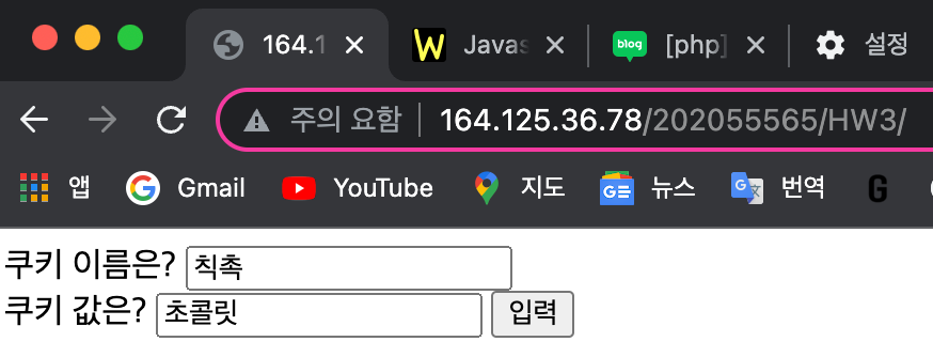 164.1
Javas
blog [php]
설정
주의 요함 164.125.36.78/202055565/HW3/
앱 Gmail YouTube 지도 뉴스 번역 G
쿠키 이름은? 칙촉
쿠키 값은? 초콜릿 입력